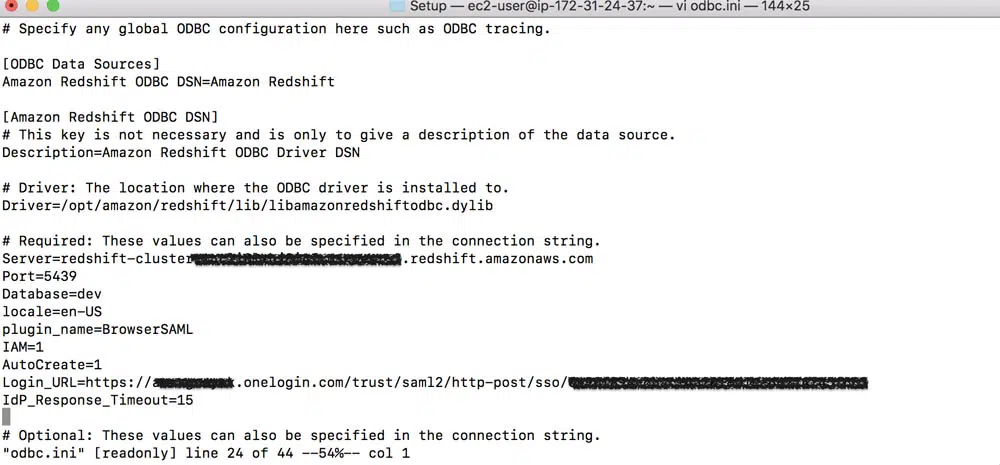 Setup — ec2-user@ip-172-31-24-37:~ — vi odbc.ini — 144×25
# Specify any global ODBC configuration here such as ODBC tracing.
[ODBC Data Sources]
Amazon Redshift ODBC DSN=Amazon Redshift
[Amazon Redshift ODBC DSN]
# This key is not necessary and is only to give a description of the data source.
Description=Amazon Redshift ODBC Driver DSN
# Driver: The location where the ODBC driver is installed to.
Driver=/opt/amazon/redshift/lib/libamazonredshiftodbc.dylib
# Required: These values can also be specified in the connection string.
Server=redshift-cluster .redshift.amazonaws.com
Port=5439
Database=dev
locale=en-US
plugin_name=BrowserSAML
IAM=1
AutoCreate=1
Login_URL=https:// .onelogin.com/trust/saml2/http-post/sso/
IdP_Response_Timeout=15
# Optional: These values can also be specified in the connection string.
"odbc.ini" [readonly] line 24 of 44 --54%-- col 1